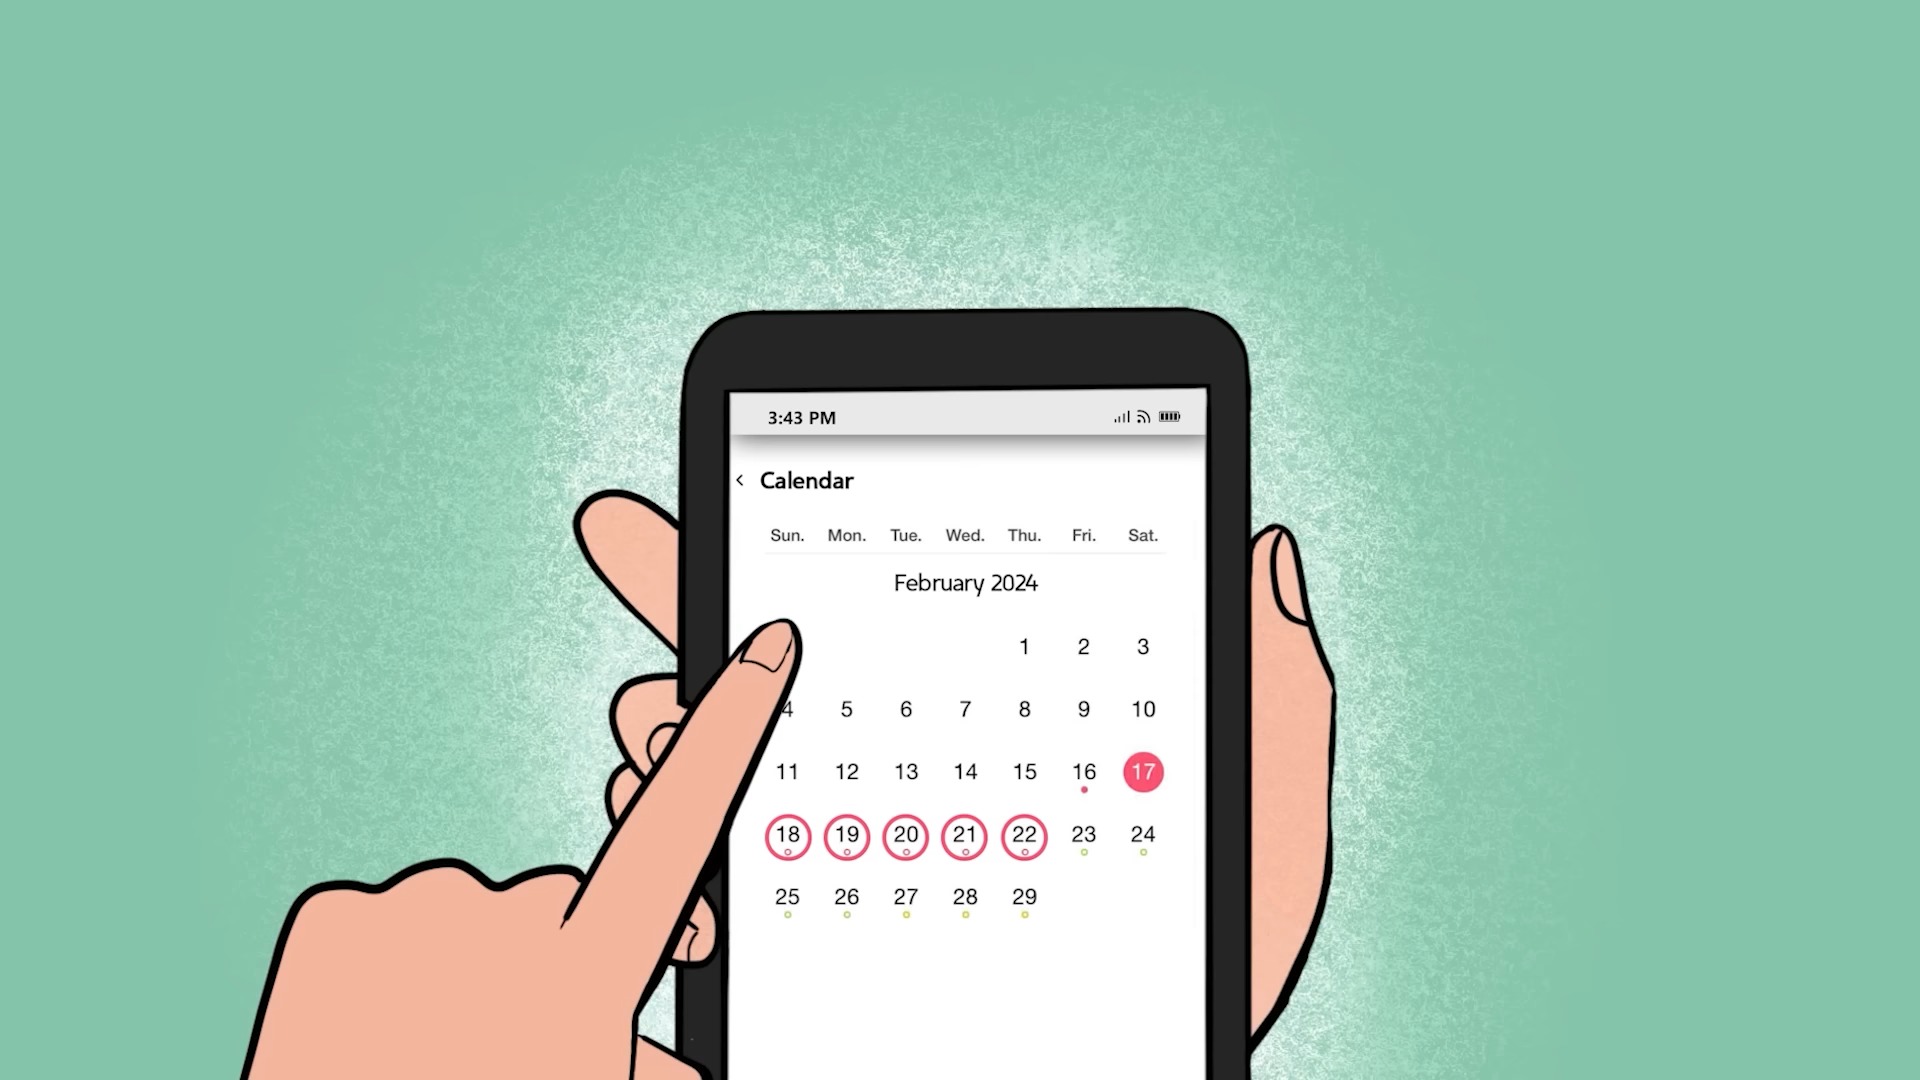 3:43 PM
Calendar
Sun. Mon. Tue. Wed. Thu. Fri. Sat.
February 2024
1 2 3
4 5 6 7 8 9 10
11 12 13 14 15 16 17
18 19 20 21 22 23 24
25 26 27 28 29